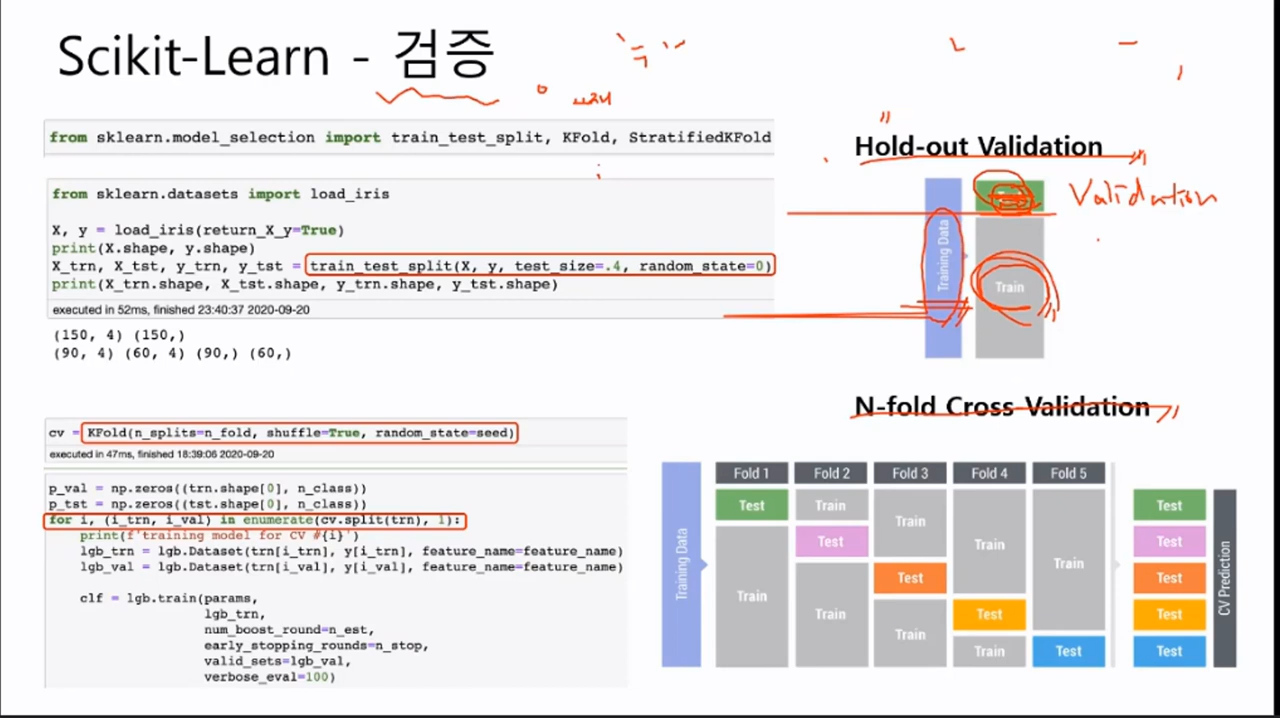 Scikit-Learn - 검증
from sklearn.model_selection import train_test_split, KFold, StratifiedKFold
from sklearn.datasets import load_iris
X, y = load_iris(return_X_y=True)
print(X.shape, y.shape)
X_trn, X_tst, y_trn, y_tst = train_test_split(X, y, test_size=.4, random_state=0)
print(X_trn.shape, X_tst.shape, y_trn.shape, y_tst.shape)
executed in 52ms, finished 23:40:37 2020-09-20
(150, 4) (150,)
(90, 4) (60, 4) (90,) (60,)
Hold-out Validation
Validation
Training Data
Train
cv = KFold(n_splits=n_fold, shuffle=True, random_state=seed)
executed in 47ms, finished 18:39:06 2020-09-20
p_val = np.zeros((trn.shape[0], n_class))
p_tst = np.zeros((tst.shape[0], n_class))
for i, (i_trn, i_val) in enumerate(cv.split(trn), 1):
print(f'training model for CV #{i}')
lgb_trn = lgb.Dataset(trn[i_trn], y[i_trn], feature_name=feature_name)
lgb_val = lgb.Dataset(trn[i_val], y[i_val], feature_name=feature_name)
clf = lgb.train(params,
lgb_trn,
num_boost_round=n_est,
early_stopping_rounds=n_stop,
valid_sets=lgb_val,
verbose_eval=100)
N-fold Cross Validation
Fold 1 Fold 2 Fold 3 Fold 4 Fold 5
Training Data
Test Train Train Train Train Test
Test Test
Train Train Test Test
Train Test Test
Train Test Test
CV Prediction